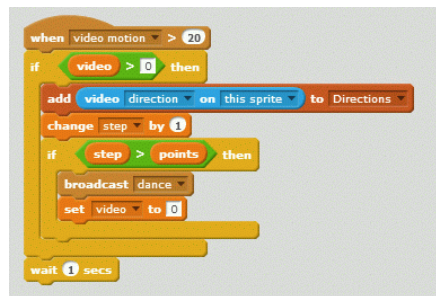 when video motion > 20
if video > 0 then
add video direction on this sprite to Directions
change step by 1
if step > points then
broadcast dance
set video to 0
wait 1 secs